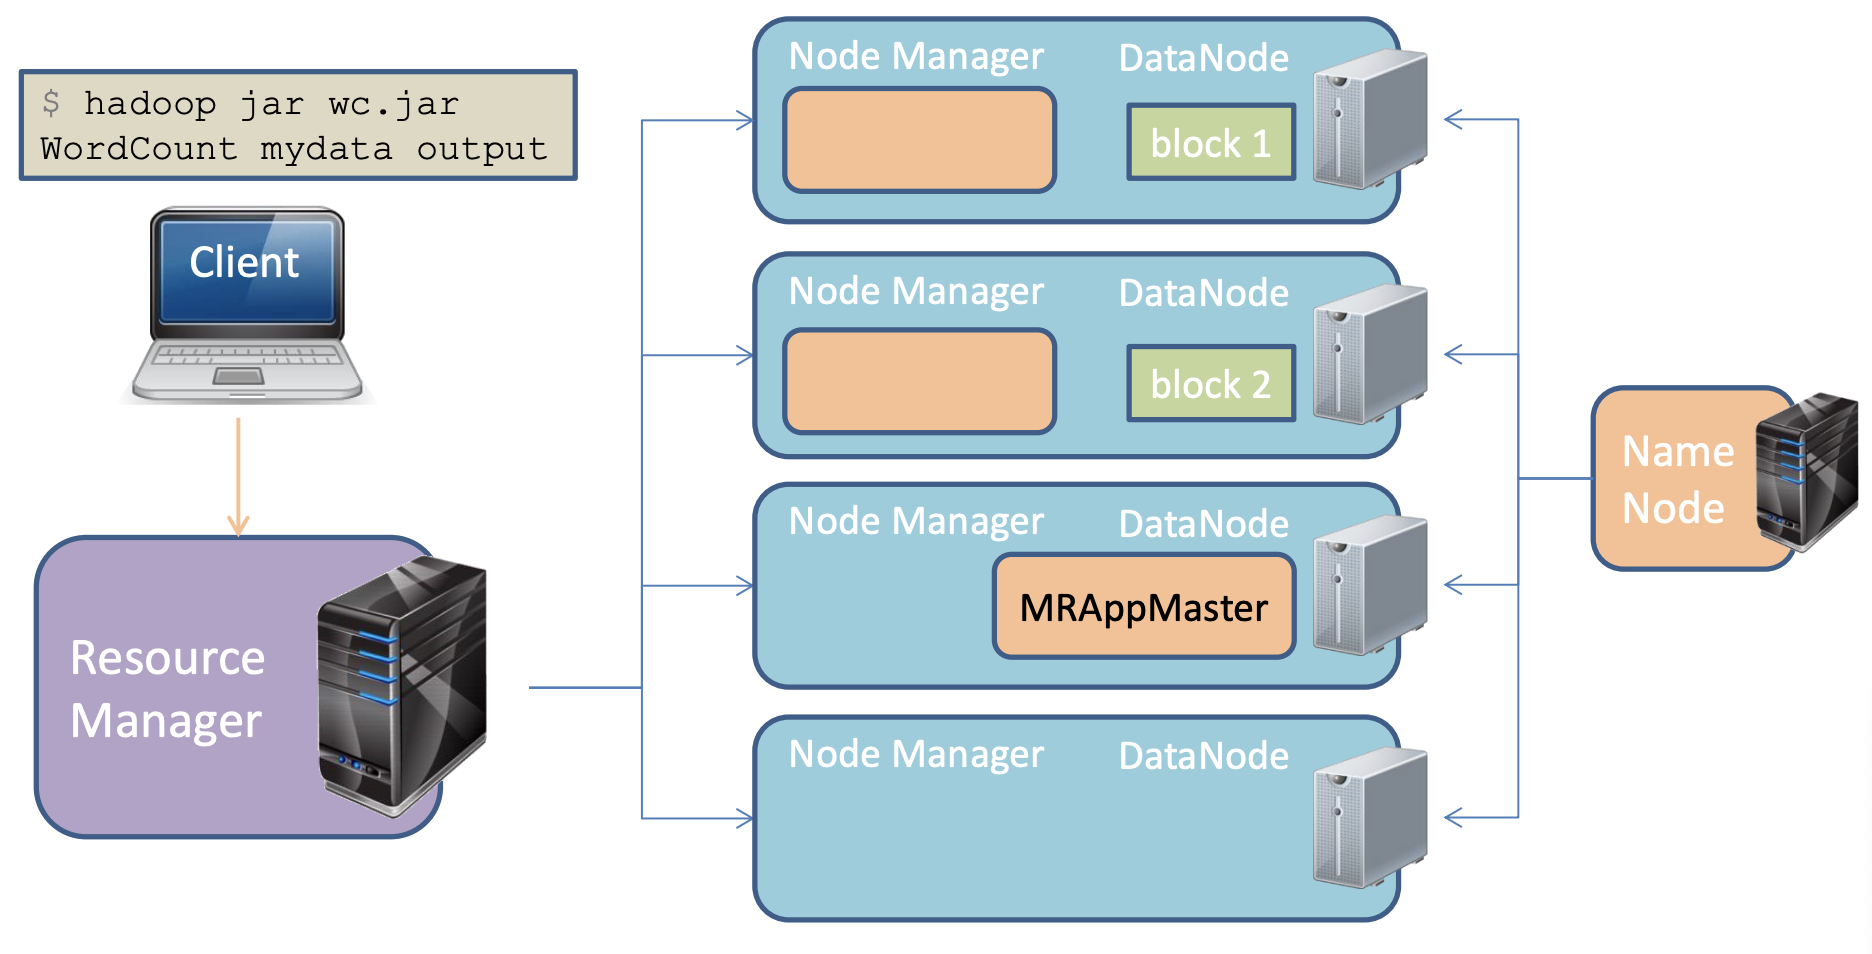 $ hadoop jar wc.jar
WordCount mydata output
Client
Resource
Manager
Node Manager
DataNode
block 1
Node Manager
DataNode
block 2
Node Manager
DataNode
MRAppMaster
Node Manager
DataNode
Name
Node